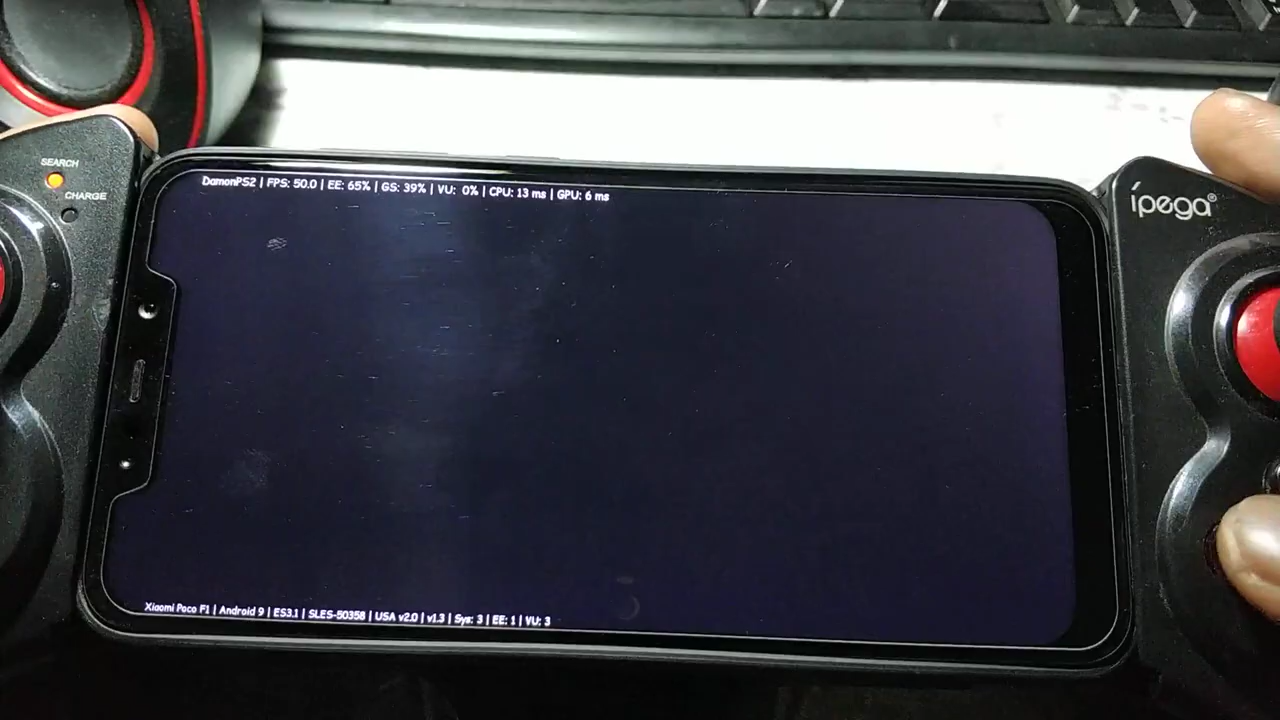 SEARCH
CHARGE
DamonPS2 | FPS: 50.0 | EE: 65% | GS: 39% | VU: 0% | CPU: 13 ms | GPU: 6 ms
ípega®
Xiaomi Poco F1 | Android 9 | ES3.1 | SLES-50358 | USA v2.0 | v1.3 | Sys: 3 | EE: 1 | VU: 3